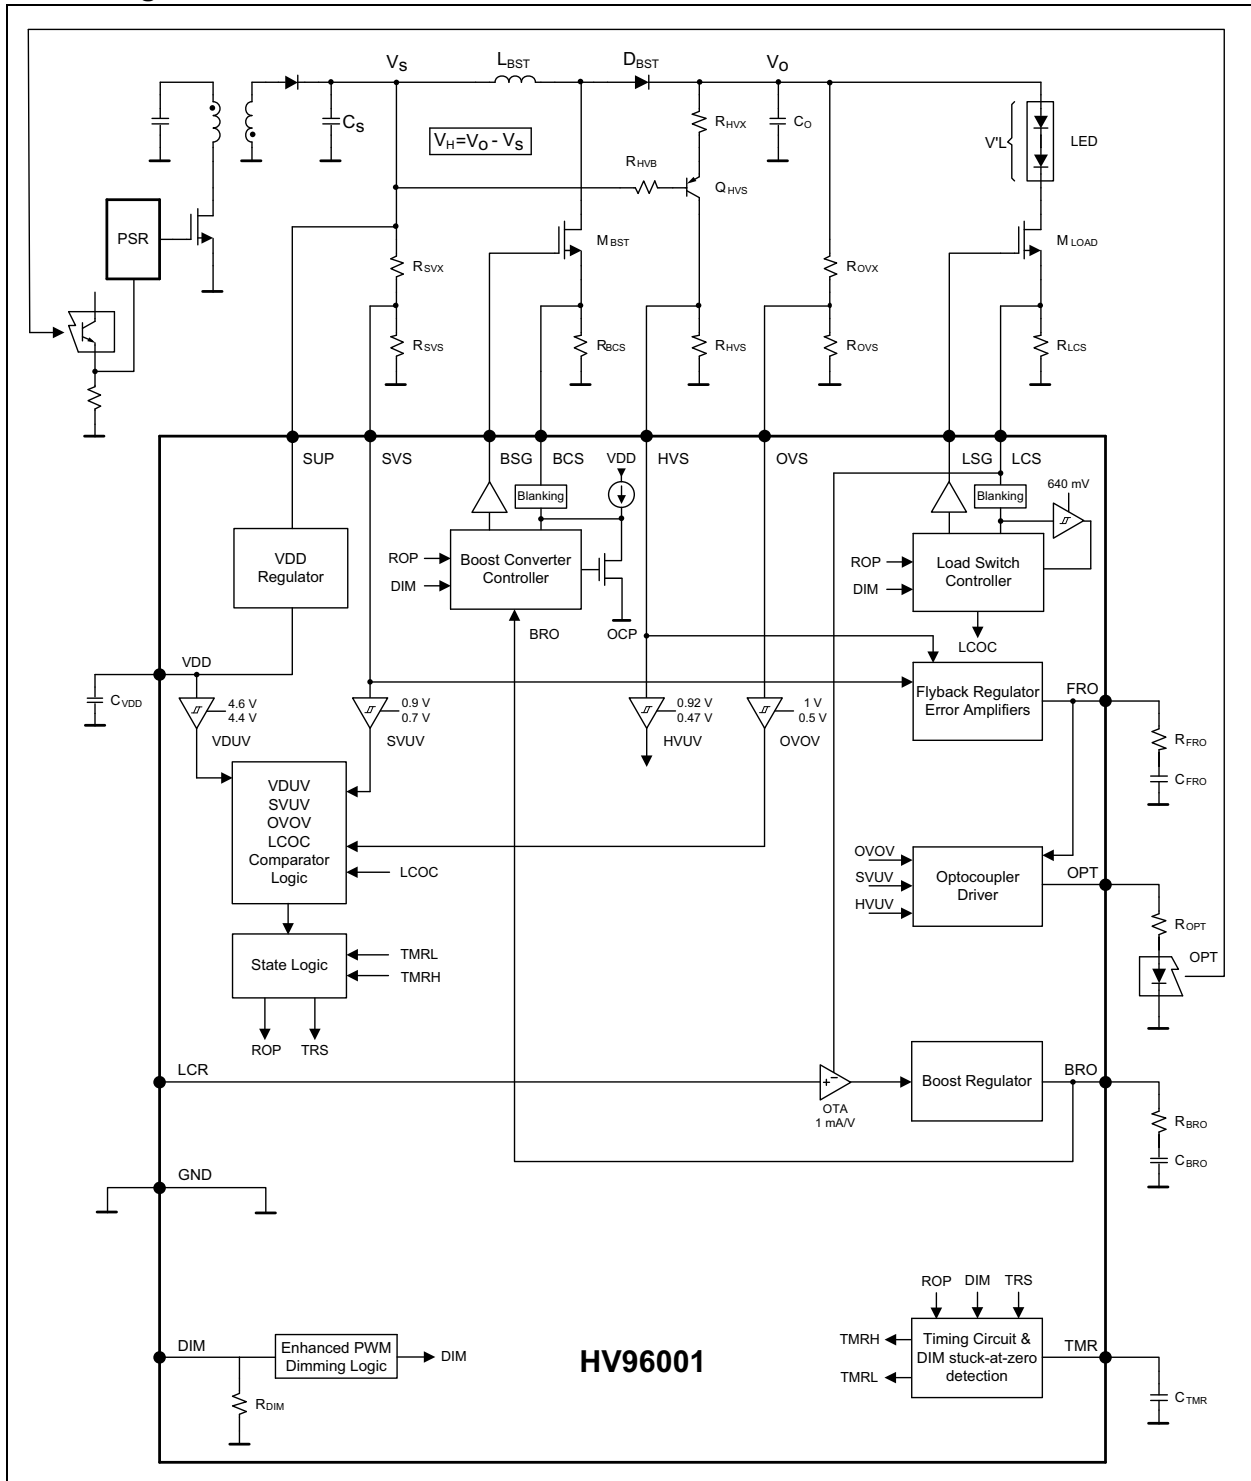 VS
LBST
DBST
VO
CS
VH=VO - VS
RHVX
CO
V'L
LED
RHVB
QHVS
PSR
MBST
MLOAD
RSVX
ROVX
RSVS
RBCS
RHVS
ROVS
RLCS
SUP
SVS
BSG
BCS
VDD
HVS
OVS
LSG
LCS
640 mV
Blanking
Blanking
VDD
Regulator
ROP
DIM
Boost Converter
Controller
ROP
DIM
Load Switch
Controller
BRO
OCP
LCOC
VDD
CVDD
4.6 V
4.4 V
VDUV
0.9 V
0.7 V
SVUV
0.92 V
0.47 V
HVUV
1 V
0.5 V
OVOV
Flyback Regulator
Error Amplifiers
FRO
RFRO
CFRO
VDUV
SVUV
OVOV
LCOC
Comparator
Logic
LCOC
OVOV
SVUV
HVUV
Optocoupler
Driver
OPT
ROPT
OPT
State Logic
TMRL
TMRH
ROP
TRS
LCR
+
−
OTA
1 mA/V
Boost Regulator
BRO
RBRO
CBRO
GND
ROP
DIM
TRS
DIM
Enhanced PWM
Dimming Logic
DIM
RDIM
HV96001
TMRH
TMRL
Timing Circuit &
DIM stuck-at-zero
detection
TMR
CTMR